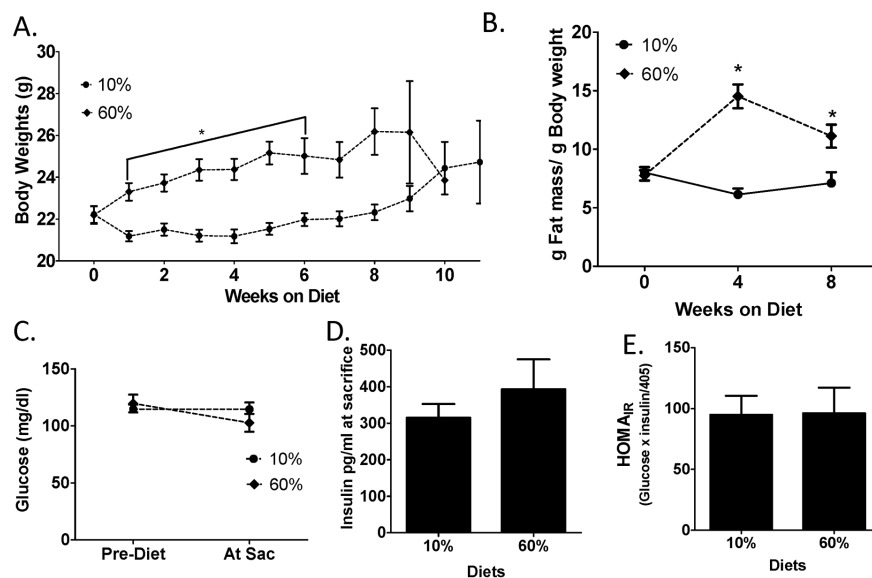 A.
Body Weights (g)
30
28
26
24
22
20
10%
60%
*
0
2
4
6
8
10
Weeks on Diet
B.
g Fat mass/ g Body weight
20
15
10
5
0
10%
60%
*
*
0
4
8
Weeks on Diet
C.
Glucose (mg/dl)
150
100
50
0
10%
60%
Pre-Diet
At Sac
D.
Insulin pg/ml at sacrifice
500
400
300
200
100
0
10%
60%
Diets
E.
HOMA IR
(Glucose x insulin/405)
150
100
50
0
10%
60%
Diets